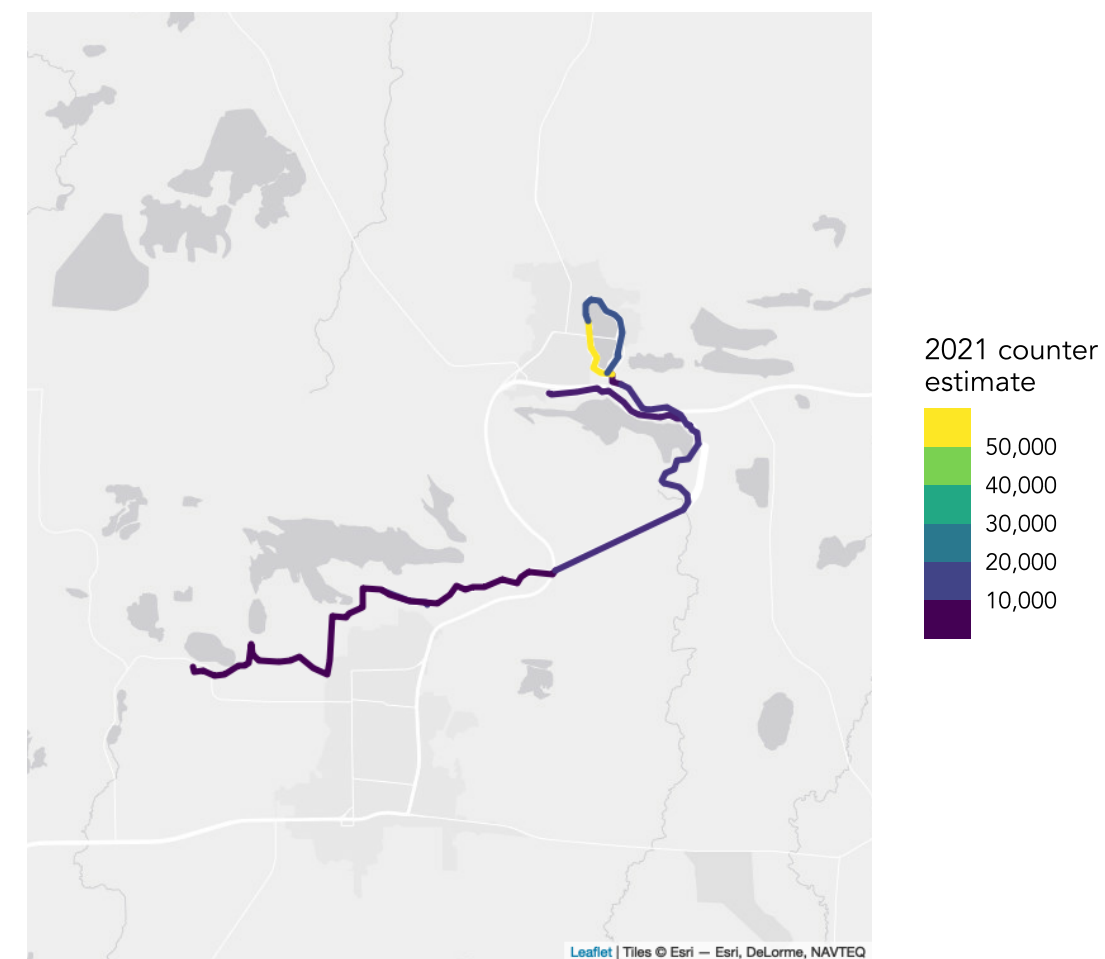 2021 counter
estimate
50,000
40,000
30,000
20,000
10,000
Leaflet | Tiles © Esri — Esri, DeLorme, NAVTEQ